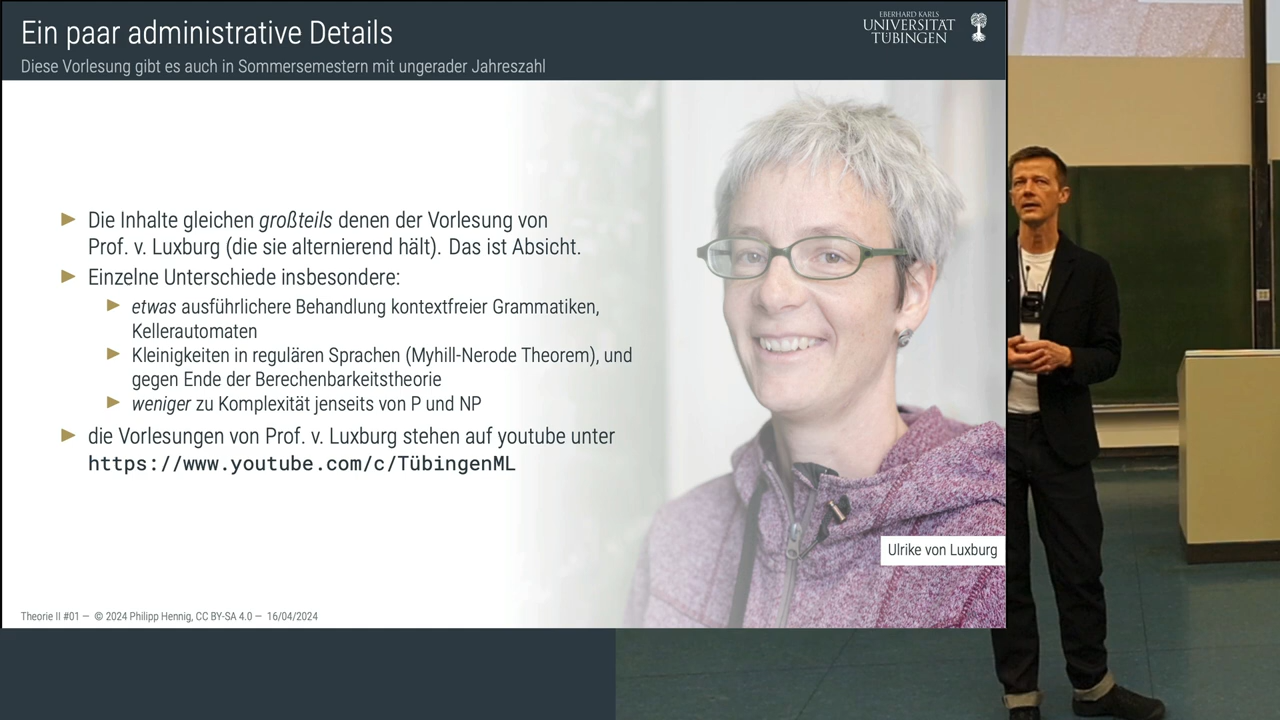 Ein paar administrative Details
Diese Vorlesung gibt es auch in Sommersemestern mit ungerader Jahreszahl
EBERHARD KARLS
UNIVERSITÄT
TÜBINGEN
Die Inhalte gleichen großteils denen der Vorlesung von
Prof. v. Luxburg (die sie alternierend hält). Das ist Absicht.
Einzelne Unterschiede insbesondere:
etwas ausführlichere Behandlung kontextfreier Grammatiken,
Kellerautomaten
Kleinigkeiten in regulären Sprachen (Myhill-Nerode Theorem), und
gegen Ende der Berechenbarkeitstheorie
weniger zu Komplexität jenseits von P und NP
die Vorlesungen von Prof. v. Luxburg stehen auf youtube unter
https://www.youtube.com/c/TübingenML
Ulrike von Luxburg
Theorie II #01 — © 2024 Philipp Hennig, CC BY-SA 4.0 — 16/04/2024